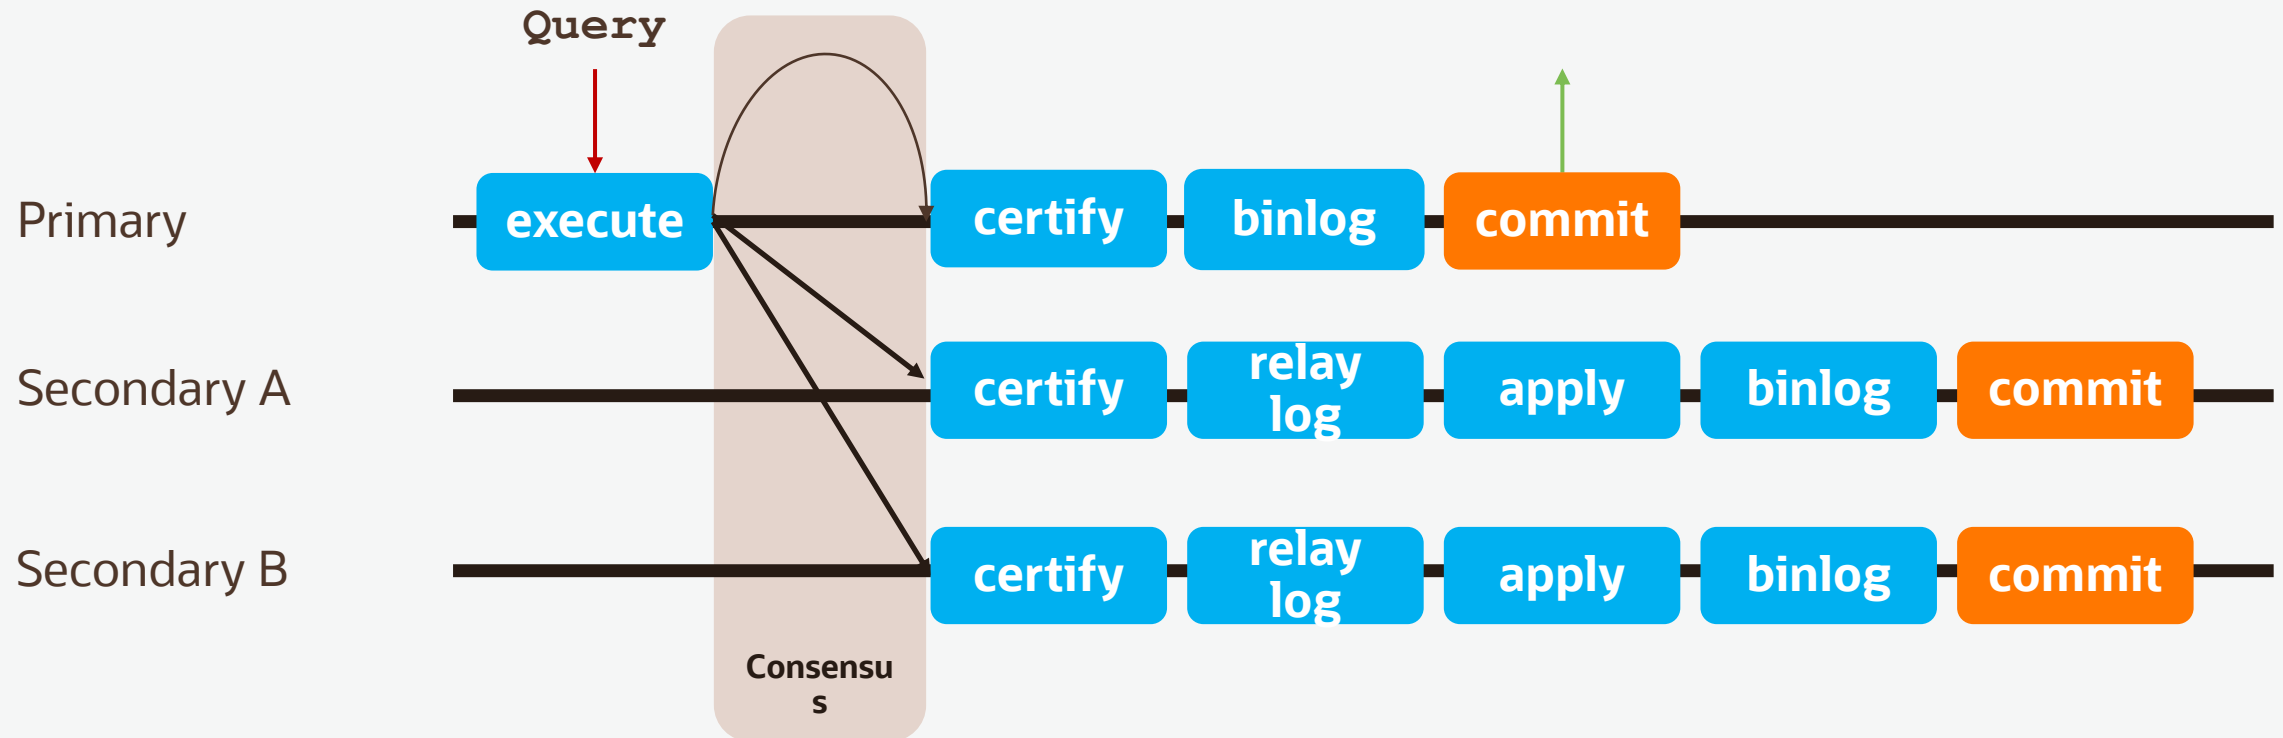 Query
Primary
execute
certify
binlog
commit
Secondary A
certify
relay
log
apply
binlog
commit
Secondary B
certify
relay
log
apply
binlog
commit
Consensu
s